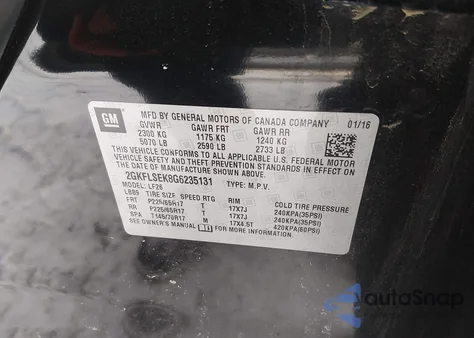 GM
MFD BY GENERAL MOTORS OF CANADA COMPANY 01/16
GVWR GAWR FRT GAWR RR
2300 KG 1175 KG 1240 KG
5070 LB 2590 LB 2733 LB
THIS VEHICLE CONFORMS TO ALL APPLICABLE U.S. FEDERAL MOTOR
VEHICLE SAFETY, BUMPER, AND THEFT PREVENTION STANDARDS IN EFFECT
ON THE DATE OF MANUFACTURE SHOWN ABOVE.
2GKFLSEK8G6235131 TYPE: M.P.V.
MODEL: LF26
LBB9 TIRE SIZE SPEED RTG RIM COLD TIRE PRESSURE
FRT P225/65R17 T 17X7J 240KPA(35PSI)
RR P225/65R17 T 17X7J 240KPA(35PSI)
SPA T145/70R17 M 17X4.5T 420KPA(60PSI)
SEE OWNER'S MANUAL FOR MORE INFORMATION.
autoSnap